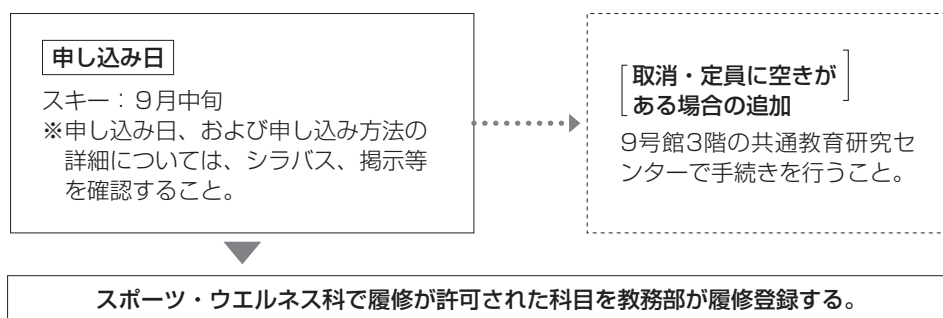 申し込み日
スキー：9月中旬
※申し込み日、および申し込み方法の
詳細については、シラバス、掲示等
を確認すること。
取消・定員に空きが
ある場合の追加
9号館3階の共通教育研究セ
ンターで手続きを行うこと。
スポーツ・ウエルネス科で履修が許可された科目を教務部が履修登録する。